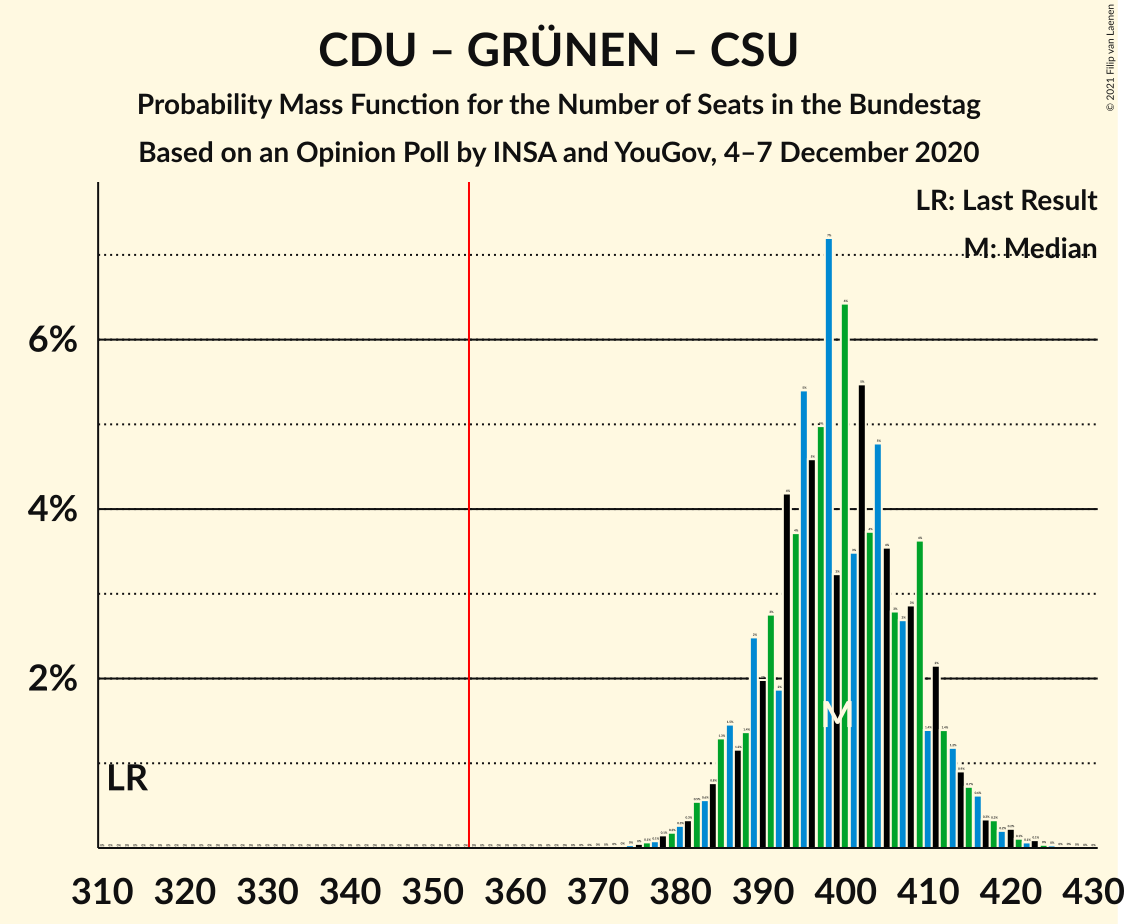 CDU – GRÜNEN – CSU
Probability Mass Function for the Number of Seats in the Bundestag
Based on an Opinion Poll by INSA and YouGov, 4–7 December 2020
© 2021 Filip van Laenen
LR: Last Result
M: Median
6%
4%
2%
M
LR
310 320 330 340 350 360 370 380 390 400 410 420 430